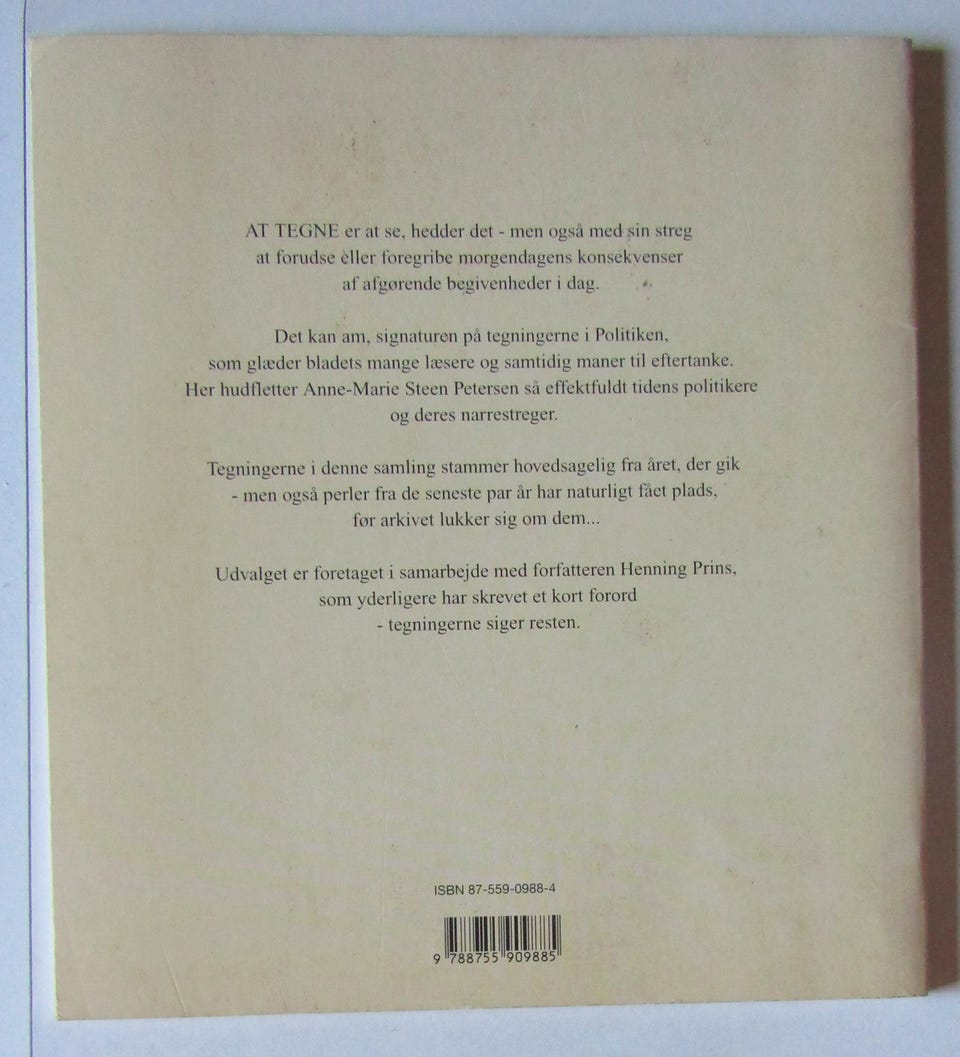 AT TEGNE er at se, hedder det - men også med sin streg
at forudse eller foregribe morgendagens konsekvenser
af afgørende begivenheder i dag.
Det kan am, signaturen på tegningerne i Politiken,
som glæder bladets mange læsere og samtidig maner til eftertanke.
Her hudfletter Anne-Marie Steen Petersen så effektfuldt tidens politikere
og deres narrestreger.
Tegningerne i denne samling stammer hovedsagelig fra året, der gik
- men også perler fra de seneste par år har naturligt fået plads,
før arkivet lukker sig om dem...
Udvalget er foretaget i samarbejde med forfatteren Henning Prins,
som yderligere har skrevet et kort forord
- tegningerne siger resten.
ISBN 87-559-0988-4
9 788755 909885